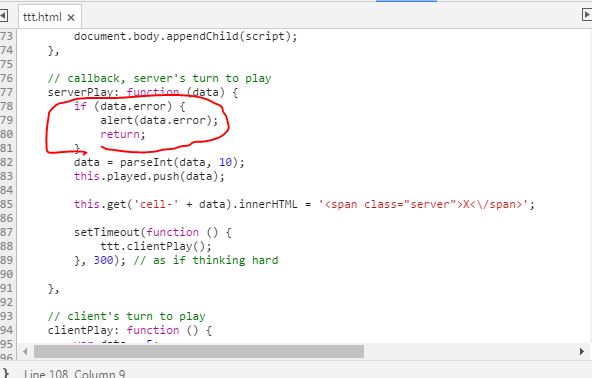 ttt.html ×
73 document.body.appendChild(script);
74 },
75
76 // callback, server's turn to play
77 serverPlay: function (data) {
78 if (data.error) {
79 alert(data.error);
80 return;
81 }
82 data = parseInt(data, 10);
83 this.played.push(data);
84
85 this.get('cell-' + data).innerHTML = '<span class="server">X<\/span>';
86
87 setTimeout(function () {
88 ttt.clientPlay();
89 }, 300); // as if thinking hard
90
91 },
92
93 // client's turn to play
94 clientPlay: function () {
95 var data = 5;
96
{} Line 108, Column 9